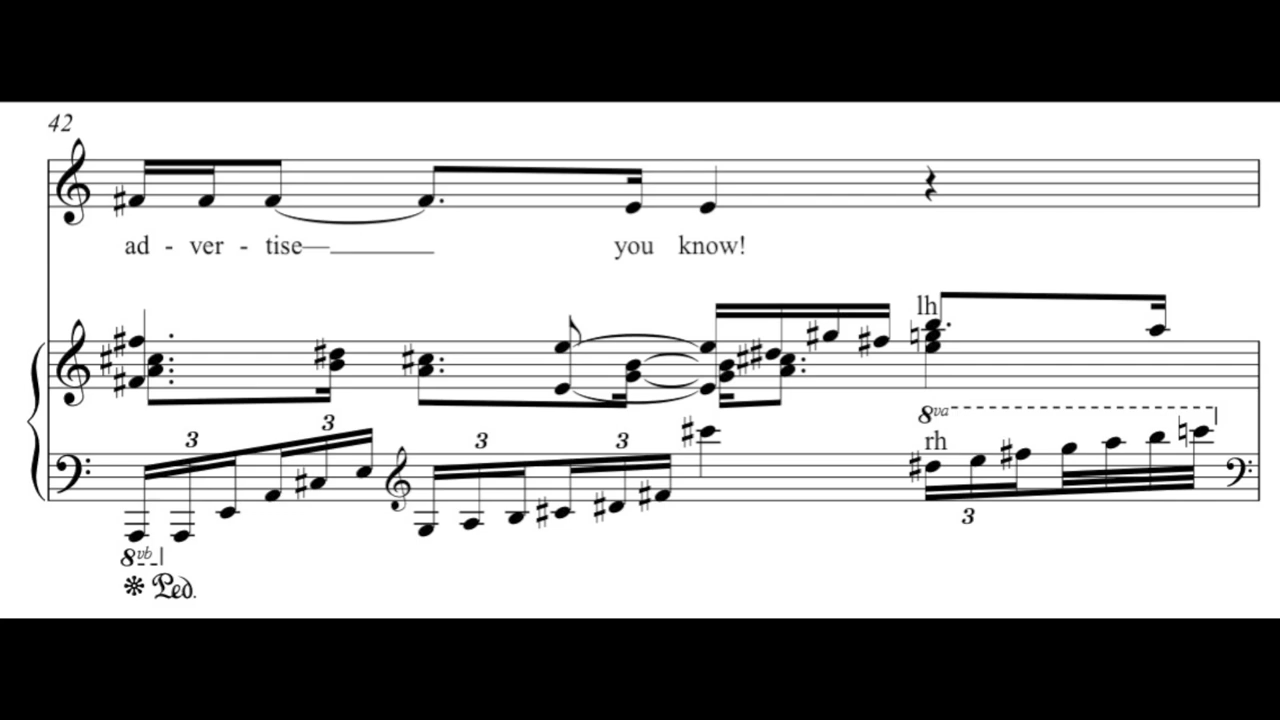 42
ad - ver - tise you know!
lh
3 3 3 3
8va
rh
3
8vb
Ped.